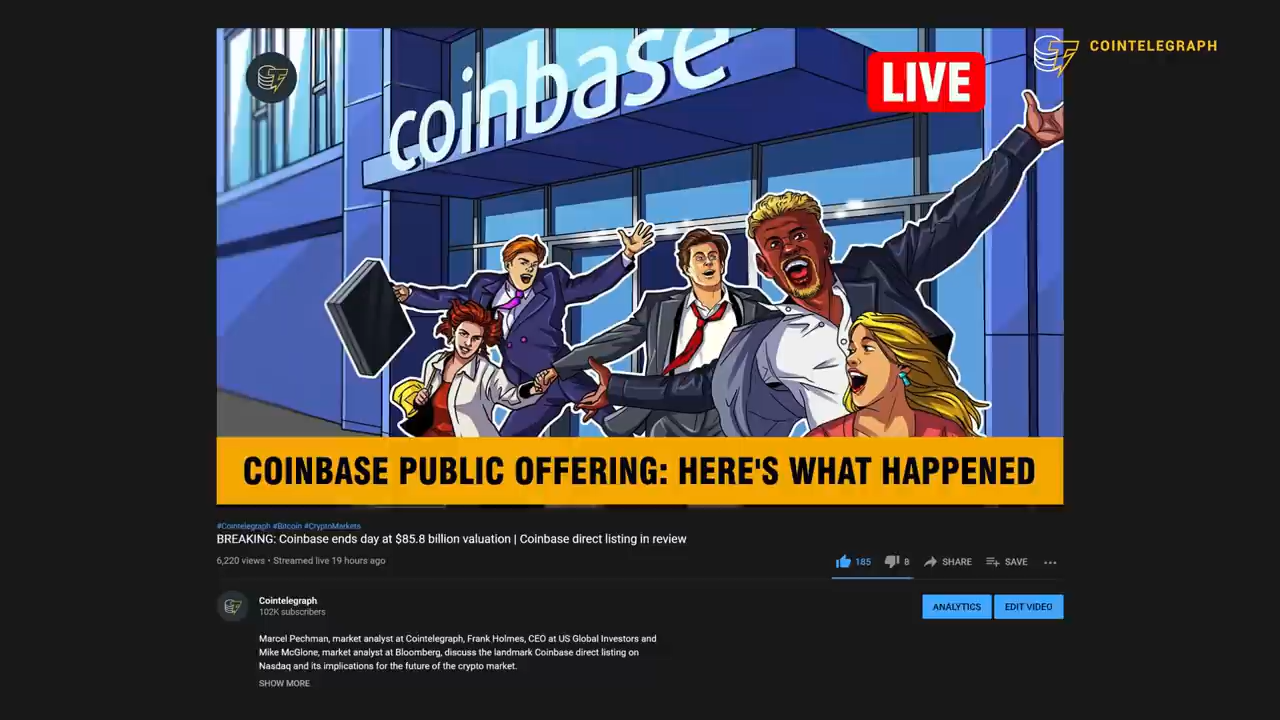 COINTELEGRAPH
coinbase
LIVE
COINBASE PUBLIC OFFERING: HERE'S WHAT HAPPENED
#Cointelegraph #Bitcoin #CryptoMarkets
BREAKING: Coinbase ends day at $85.8 billion valuation | Coinbase direct listing in review
6,220 views • Streamed live 19 hours ago
185
8
SHARE
SAVE
Cointelegraph
102K subscribers
ANALYTICS
EDIT VIDEO
Marcel Pechman, market analyst at Cointelegraph, Frank Holmes, CEO at US Global Investors and
Mike McGlone, market analyst at Bloomberg, discuss the landmark Coinbase direct listing on
Nasdaq and its implications for the future of the crypto market.
SHOW MORE